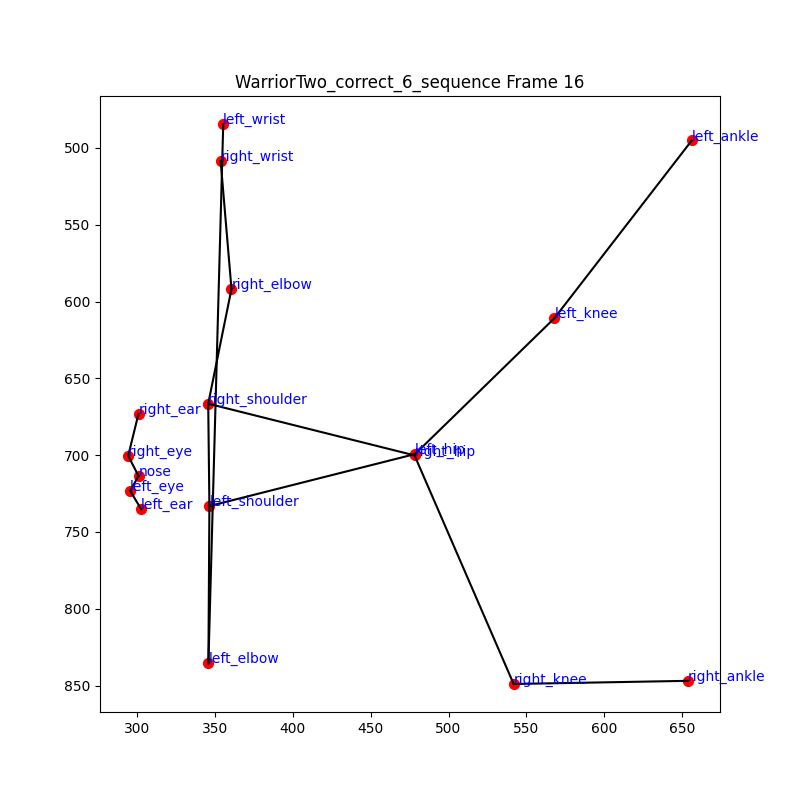 WarriorTwo_correct_6_sequence Frame 16
left_wrist
left_ankle
right_wrist
right_elbow
left_knee
right_shoulder
right_ear
left_hip
right_hip
right_eye
nose
left_eye
left_ear
left_shoulder
left_elbow
right_knee
right_ankle
500
550
600
650
700
750
800
850
300 350 400 450 500 550 600 650